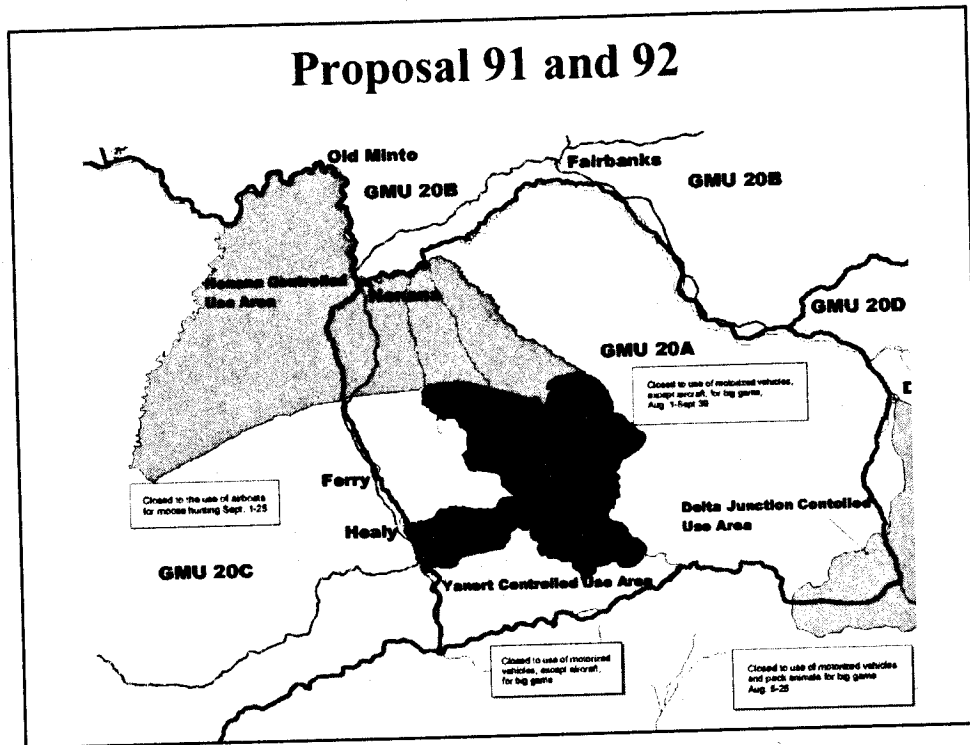 Proposal 91 and 92
Old Minto
Fairbanks
GMU 20B
GMU 20B
Nenana Controlled
Use Area
Nenana
GMU 20D
GMU 20A
Closed to use of motorized vehicles,
except aircraft, for big game,
Aug. 1-Sept 30
D
Ferry
Closed to the use of airboats
for moose hunting Sept. 1-25
Delta Junction Contolled
Use Area
Healy
GMU 20C
Yanert Controlled Use Area
Closed to use of motorized
vehicles, except aircraft,
for big game
Closed to use of motorized vehicles
and pack animals for big game
Aug. 5-25